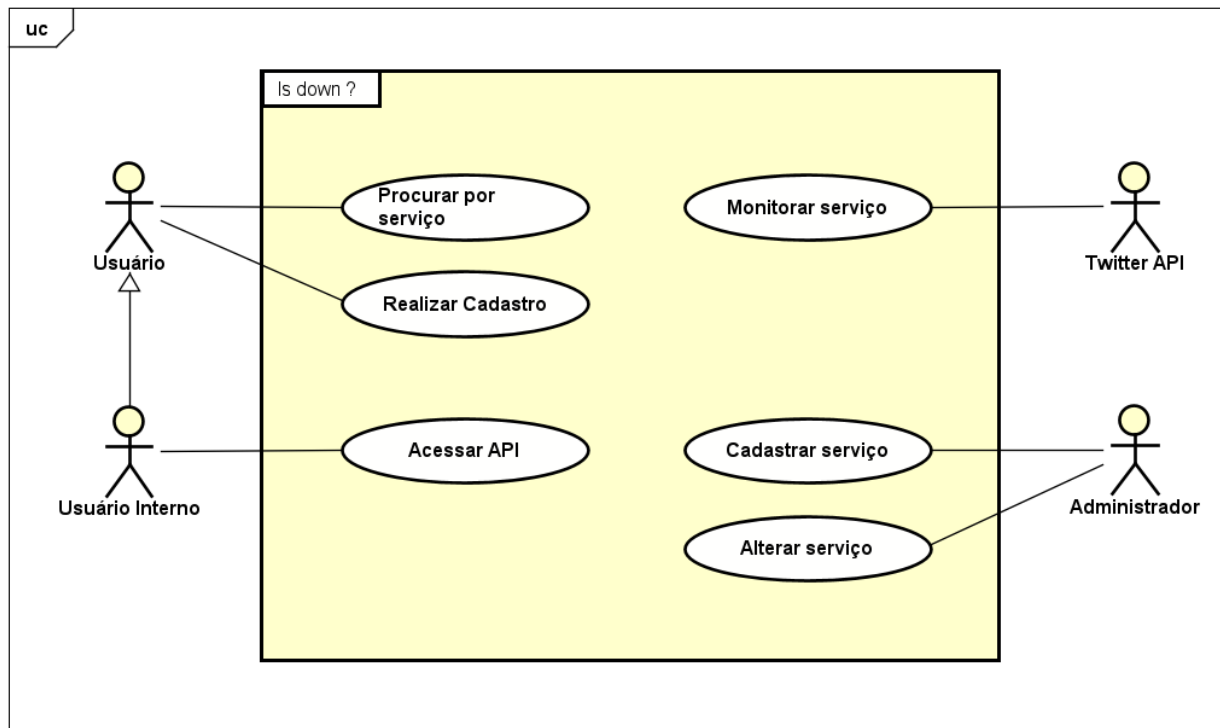 uc
Is down ?
Procurar por
serviço
Monitorar serviço
Usuário
Twitter API
Realizar Cadastro
Acessar API
Cadastrar serviço
Usuário Interno
Administrador
Alterar serviço